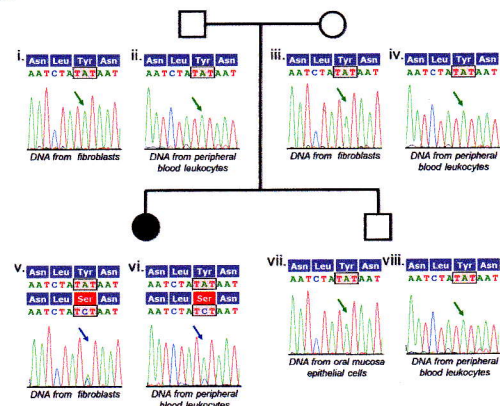 i.
Asn Leu Tyr Asn
AATCTATATAAT
DNA from fibroblasts
ii.
Asn Leu Tyr Asn
AATCTATATAAT
DNA from peripheral
blood leukocytes
iii.
Asn Leu Tyr Asn
AATCTATATAAT
DNA from fibroblasts
iv.
Asn Leu Tyr Asn
AATCTATATAAT
DNA from peripheral
blood leukocytes
v.
Asn Leu Tyr Asn
AATCTATATAAT
Asn Leu Ser Asn
AATCTATCTAAT
DNA from fibroblasts
vi.
Asn Leu Tyr Asn
AATCTATATAAT
Asn Leu Ser Asn
AATCTATCTAAT
DNA from peripheral
blood leukocytes
vii.
Asn Leu Tyr Asn
AATCTATATAAT
DNA from oral mucosa
epithelial cells
viii.
Asn Leu Tyr Asn
AATCTATATAAT
DNA from peripheral
blood leukocytes